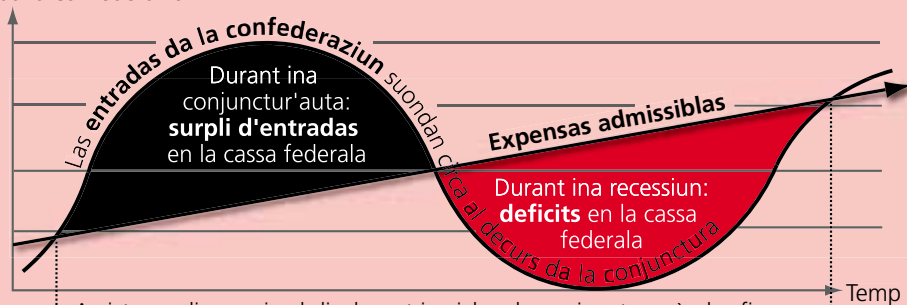 Las entradas da la confederaziun suondan circa al decurs da la conjunctura
Durant ina
conjunctur'auta:
surpli d'entradas
en la cassa federala
Expensas admissiblas
Durant ina recessiun:
deficits en la cassa
federala
Temp